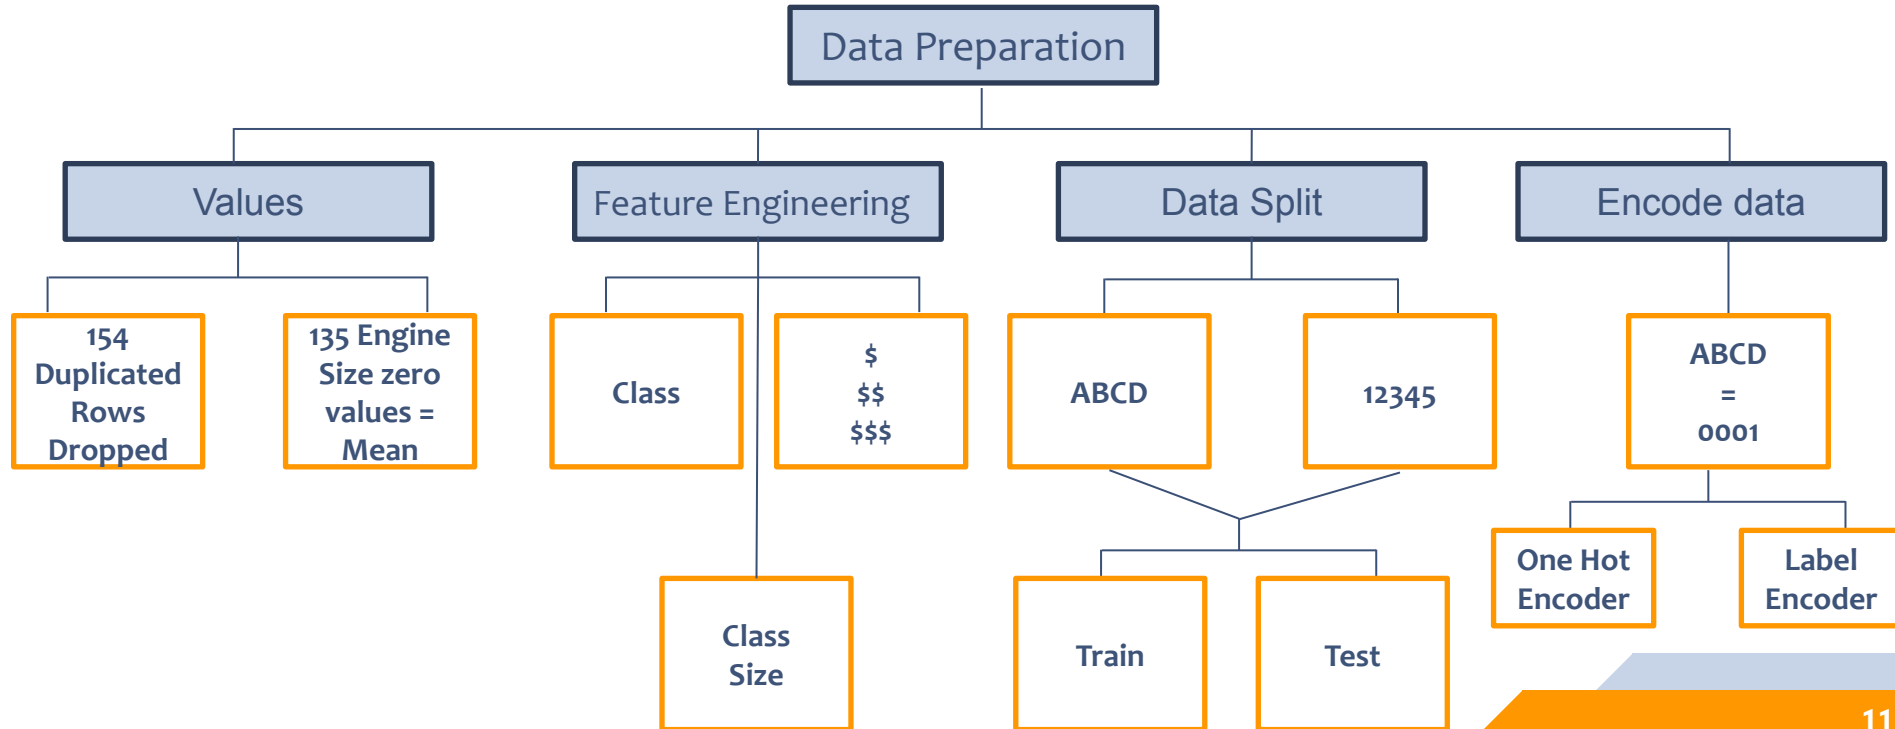 Data Preparation
Values
Feature Engineering
Data Split
Encode data
154
Duplicated
Rows
Dropped
135 Engine
Size zero
values =
Mean
Class
$
$$
$$$
ABCD
12345
ABCD
=
0001
One Hot
Encoder
Label
Encoder
Class
Size
Train
Test
11